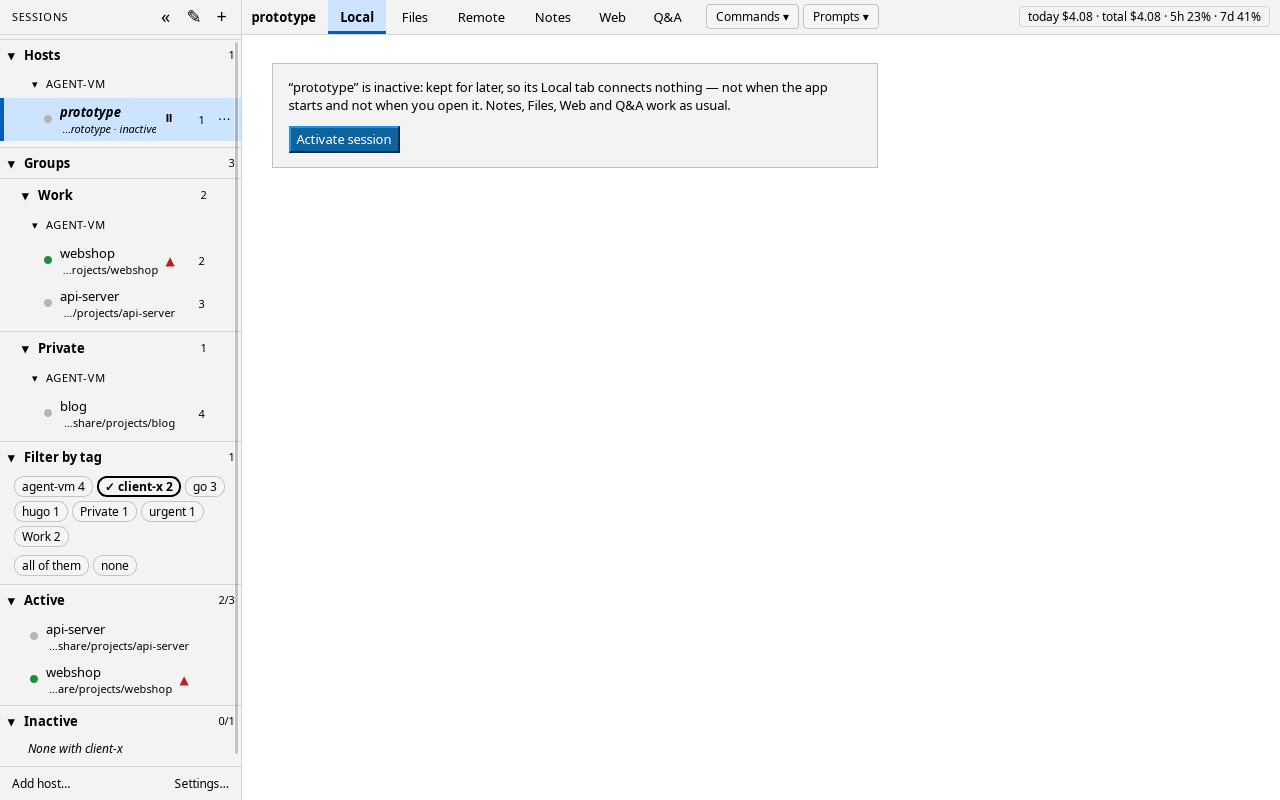 SESSIONS « ✎ +
prototype Local Files Remote Notes Web Q&A Commands ▾ Prompts ▾ today $4.08 · total $4.08 · 5h 23% · 7d 41%
▼ Hosts 1
▼ AGENT-VM
prototype 1 ...
...rototype · inactive
▼ Groups 3
▼ Work 2
▼ AGENT-VM
webshop ▲ 2
...rojects/webshop
api-server 3
.../projects/api-server
▼ Private 1
▼ AGENT-VM
blog 4
...share/projects/blog
▼ Filter by tag 1
agent-vm 4 ✓ client-x 2 go 3
hugo 1 Private 1 urgent 1
Work 2
all of them none
▼ Active 2/3
api-server
...share/projects/api-server
webshop ▲
...are/projects/webshop
▼ Inactive 0/1
None with client-x
Add host... Settings...
“prototype” is inactive: kept for later, so its Local tab connects nothing — not when the app
starts and not when you open it. Notes, Files, Web and Q&A work as usual.
Activate session